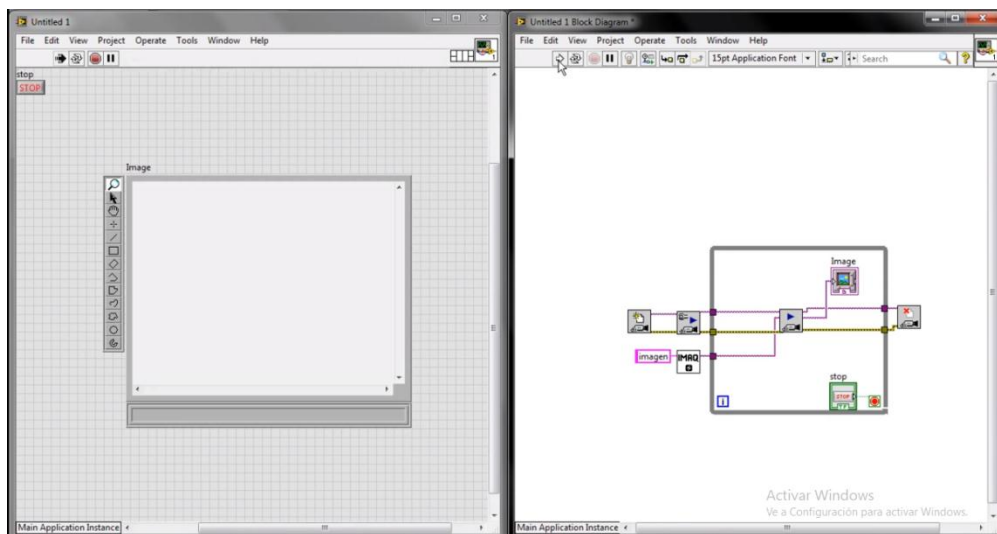 Untitled 1
File Edit View Project Operate Tools Window Help
stop
STOP
Image
Main Application Instance
Untitled 1 Block Diagram *
File Edit View Project Operate Tools Window Help
15pt Application Font
Search
Image
imagen
IMAQ
stop
STOP
TF
i
Activar Windows
Ve a Configuración para activar Windows.
Main Application Instance